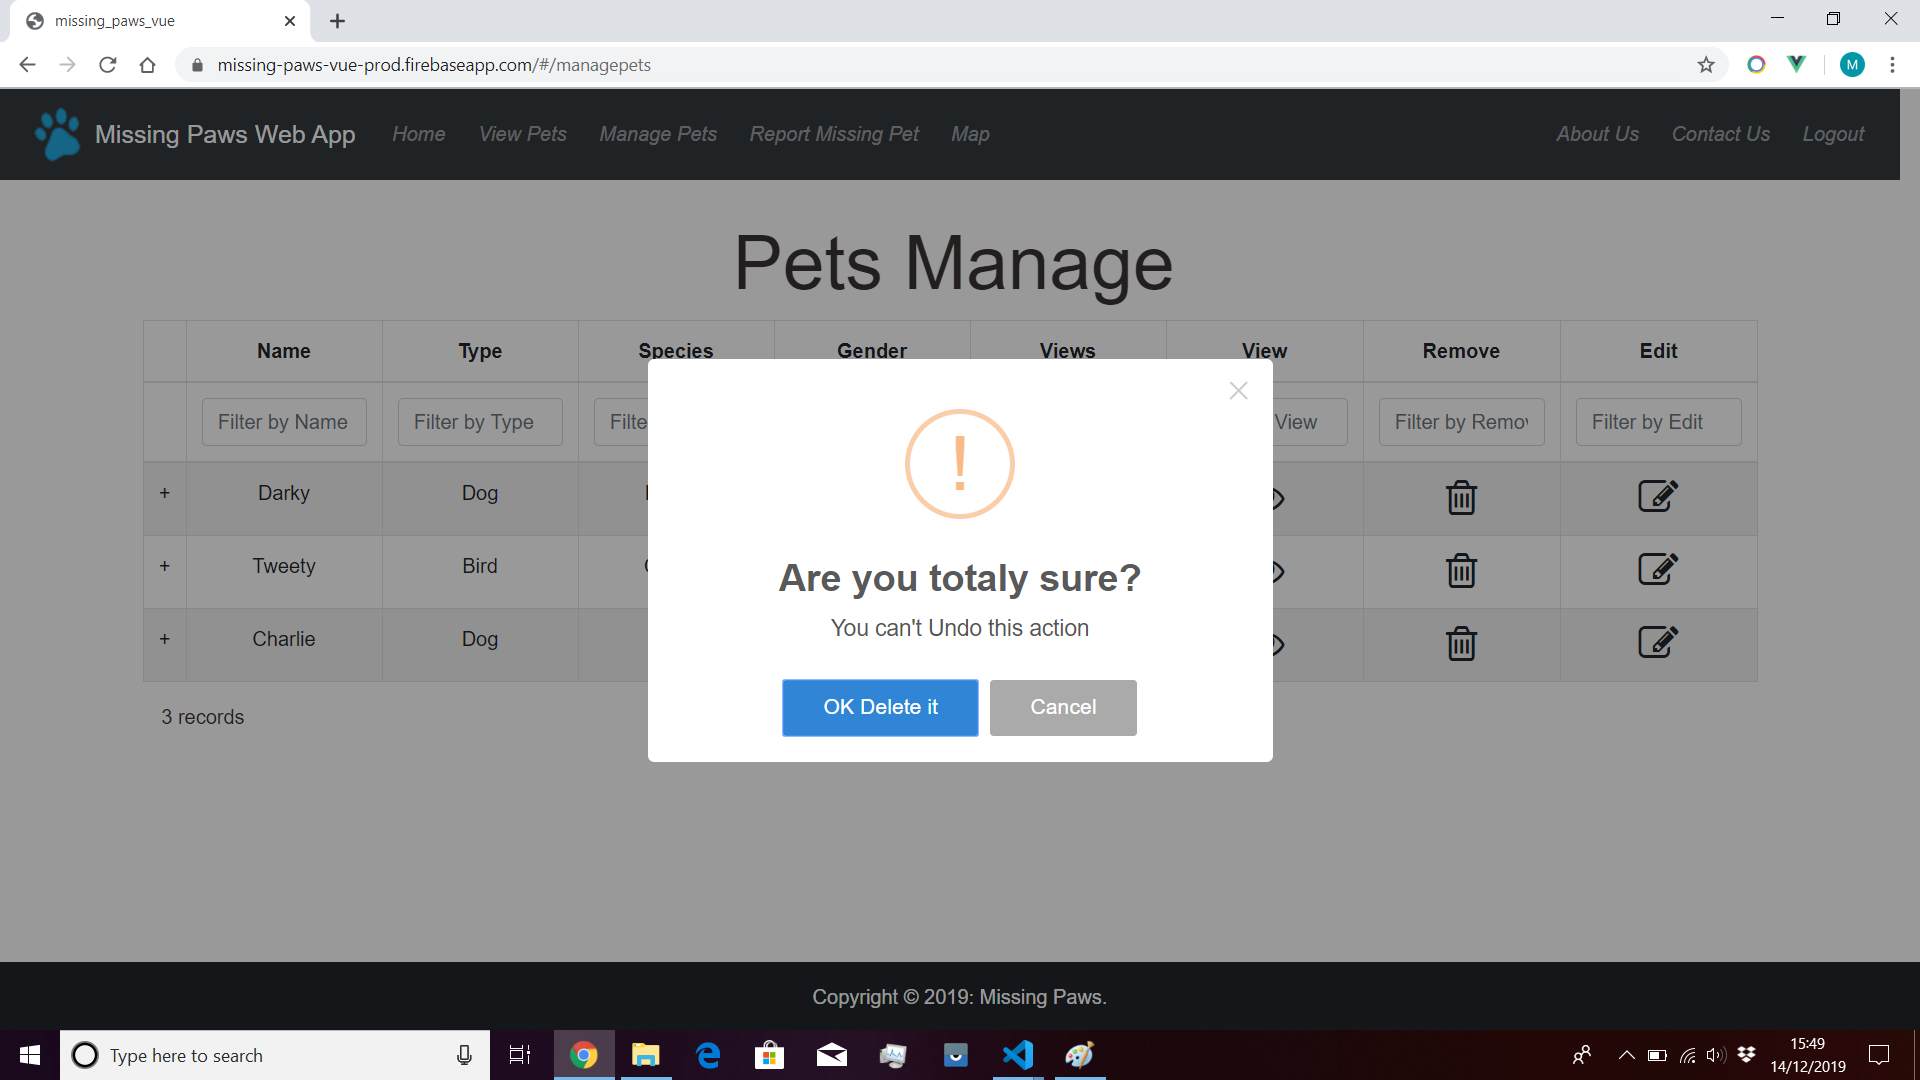 missing_paws_vue
missing-paws-vue-prod.firebaseapp.com/#/managepets
M
Missing Paws Web App Home View Pets Manage Pets Report Missing Pet Map About Us Contact Us Logout
Pets Manage
Name Type Species Gender Views View Remove Edit
Filter by Name Filter by Type Filte View Filter by Remov Filter by Edit
+ Darky Dog
+ Tweety Bird
+ Charlie Dog
3 records
!
Are you totaly sure?
You can't Undo this action
OK Delete it Cancel
Copyright © 2019: Missing Paws.
Type here to search
15:49
14/12/2019